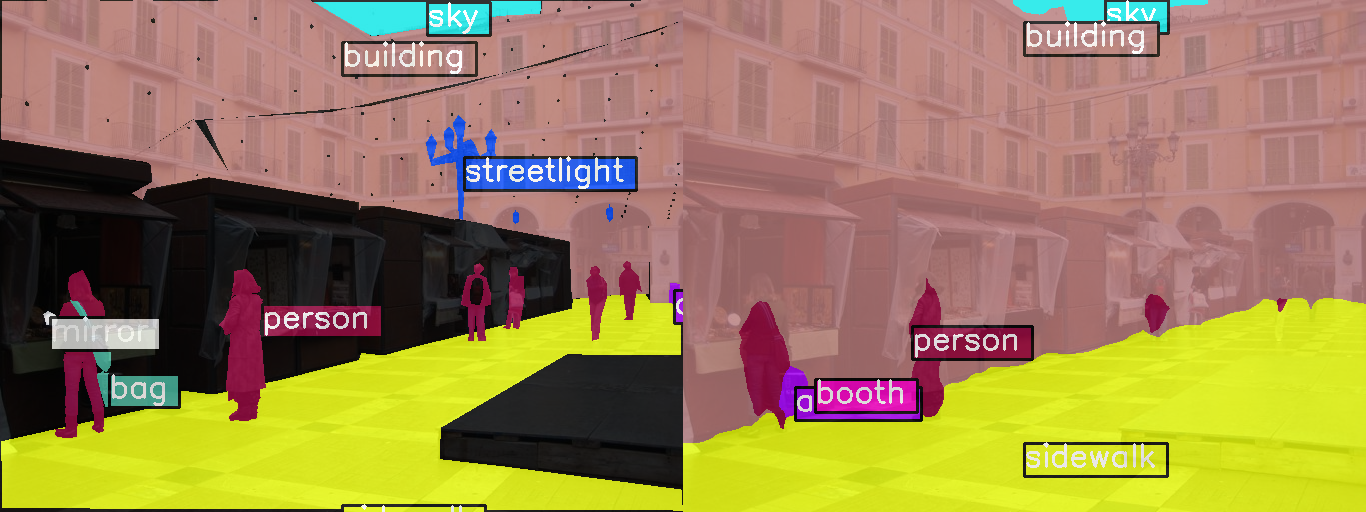 sky
building
streetlight
person
mirror
bag
sky
building
person
booth
sidewalk